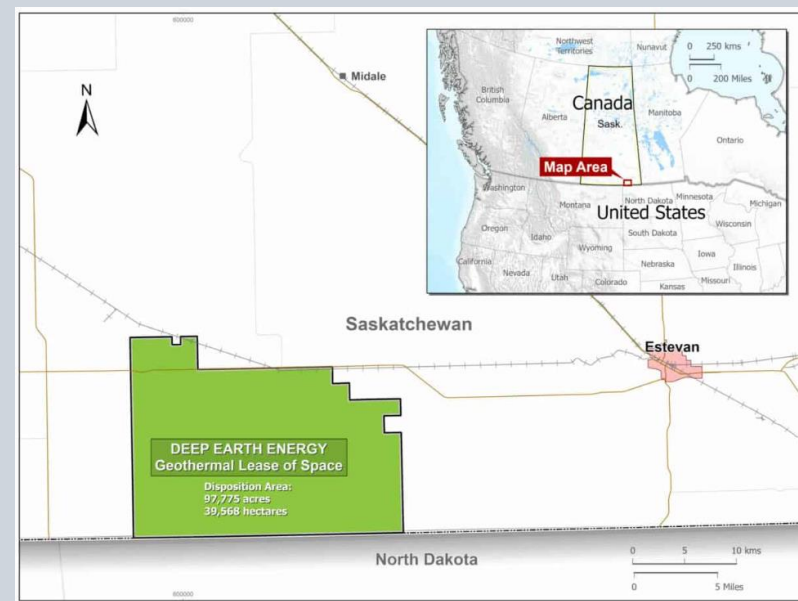 600000
Midale
N
Northwest
Territories
Nunavut
0 250 kms
0 200 Miles
British
Columbia
Canada
Alberta
Sask.
Manitoba
Ontario
Map Area
Washington
Montana
North Dakota
Minnesota
Michigan
United States
Oregon
Idaho
South Dakota
Wisconsin
Wyoming
Iowa
California
Nebraska
Illinois
Nevada
Utah
Colorado
Kansas
Missouri
Saskatchewan
Estevan
DEEP EARTH ENERGY
Geothermal Lease of Space
Disposition Area:
97,775 acres
39,568 hectares
North Dakota
0 5 10 kms
0 5 Miles
600000